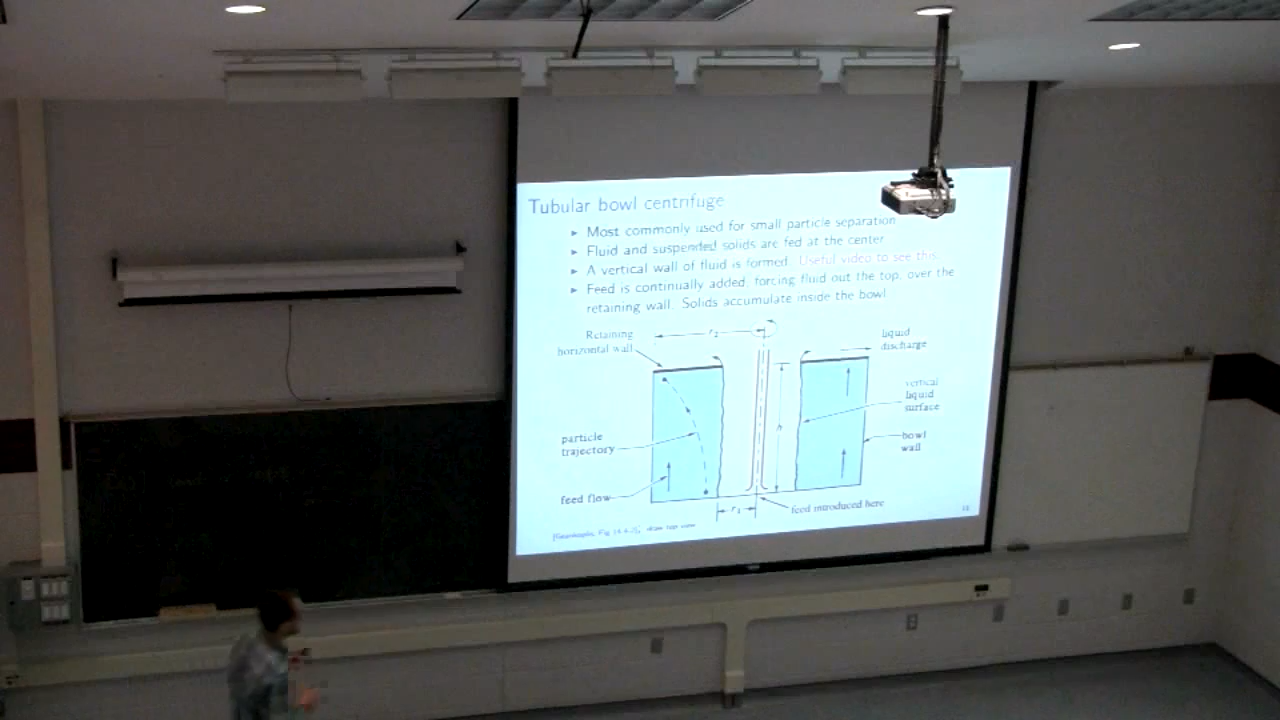 Tubular bowl centrifuge
▸ Most commonly used for small particle separation
▸ Fluid and suspended solids are fed at the center
▸ A vertical wall of fluid is formed. Useful video to see this.
▸ Feed is continually added, forcing fluid out the top, over the
retaining wall. Solids accumulate inside the bowl.
Retaining
horizontal wall
r₂
liquid
discharge
vertical
liquid
surface
particle
trajectory
bowl
wall
feed flow
r₁
feed introduced here